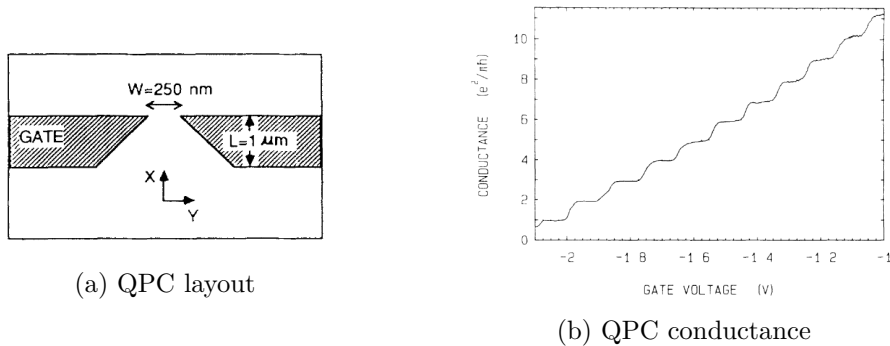 W=250 nm
GATE
L=1 μm
X
Y
(a) QPC layout
CONDUCTANCE (e²/πħ)
10
8
6
4
2
0
-2 -1 8 -1 6 -1 4 -1 2 -1
GATE VOLTAGE (V)
(b) QPC conductance